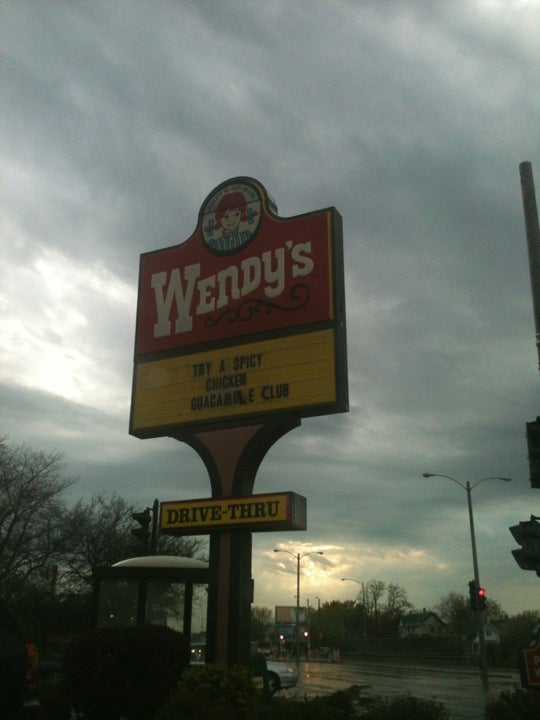 WENDY'S
TRY A SPICY
CHICKEN
GUACAMOLE CLUB
DRIVE-THRU